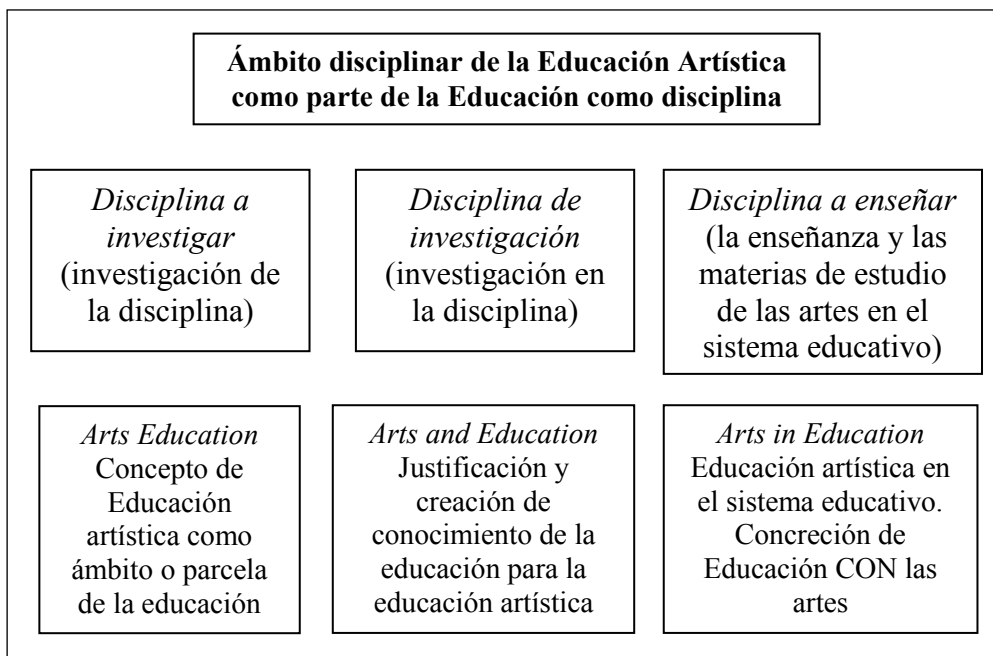 Ámbito disciplinar de la Educación Artística
como parte de la Educación como disciplina
Disciplina a
investigar
(investigación de
la disciplina)
Disciplina de
investigación
(investigación en
la disciplina)
Disciplina a enseñar
(la enseñanza y las
materias de estudio
de las artes en el
sistema educativo)
Arts Education
Concepto de
Educación
artística como
ámbito o parcela
de la educación
Arts and Education
Justificación y
creación de
conocimiento de la
educación para la
educación artística
Arts in Education
Educación artística en
el sistema educativo.
Concreción de
Educación CON las
artes